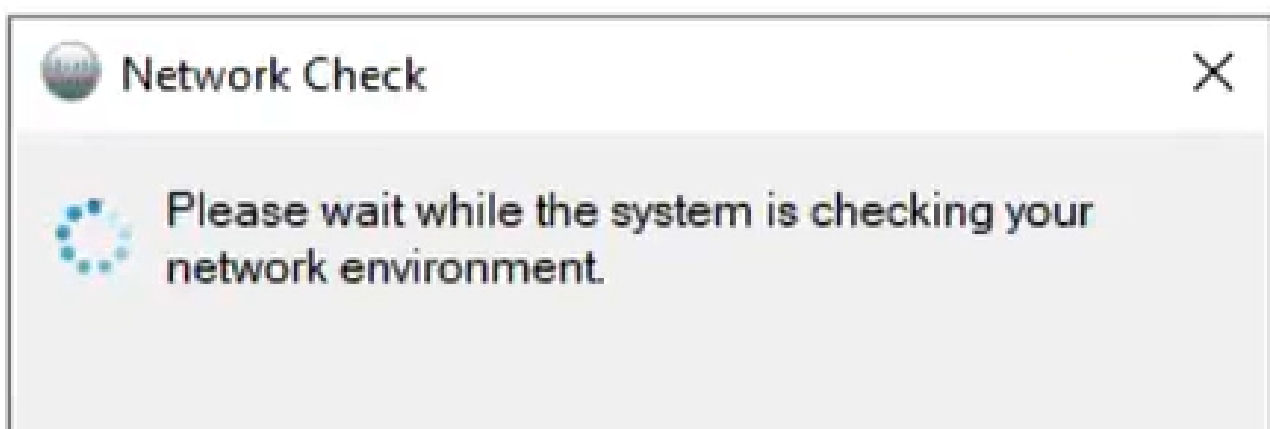 Network Check
Please wait while the system is checking your
network environment.